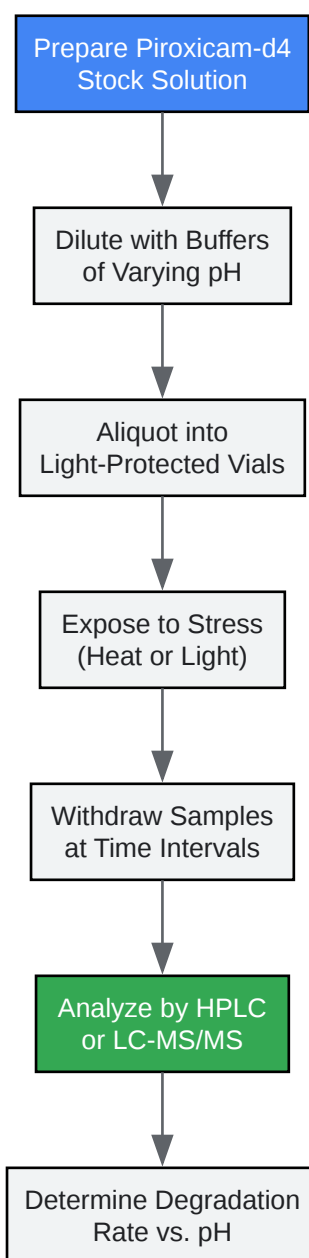 Prepare Piroxicam-d4
Stock Solution
Dilute with Buffers
of Varying pH
Aliquot into
Light-Protected Vials
Expose to Stress
(Heat or Light)
Withdraw Samples
at Time Intervals
Analyze by HPLC
or LC-MS/MS
Determine Degradation
Rate vs. pH